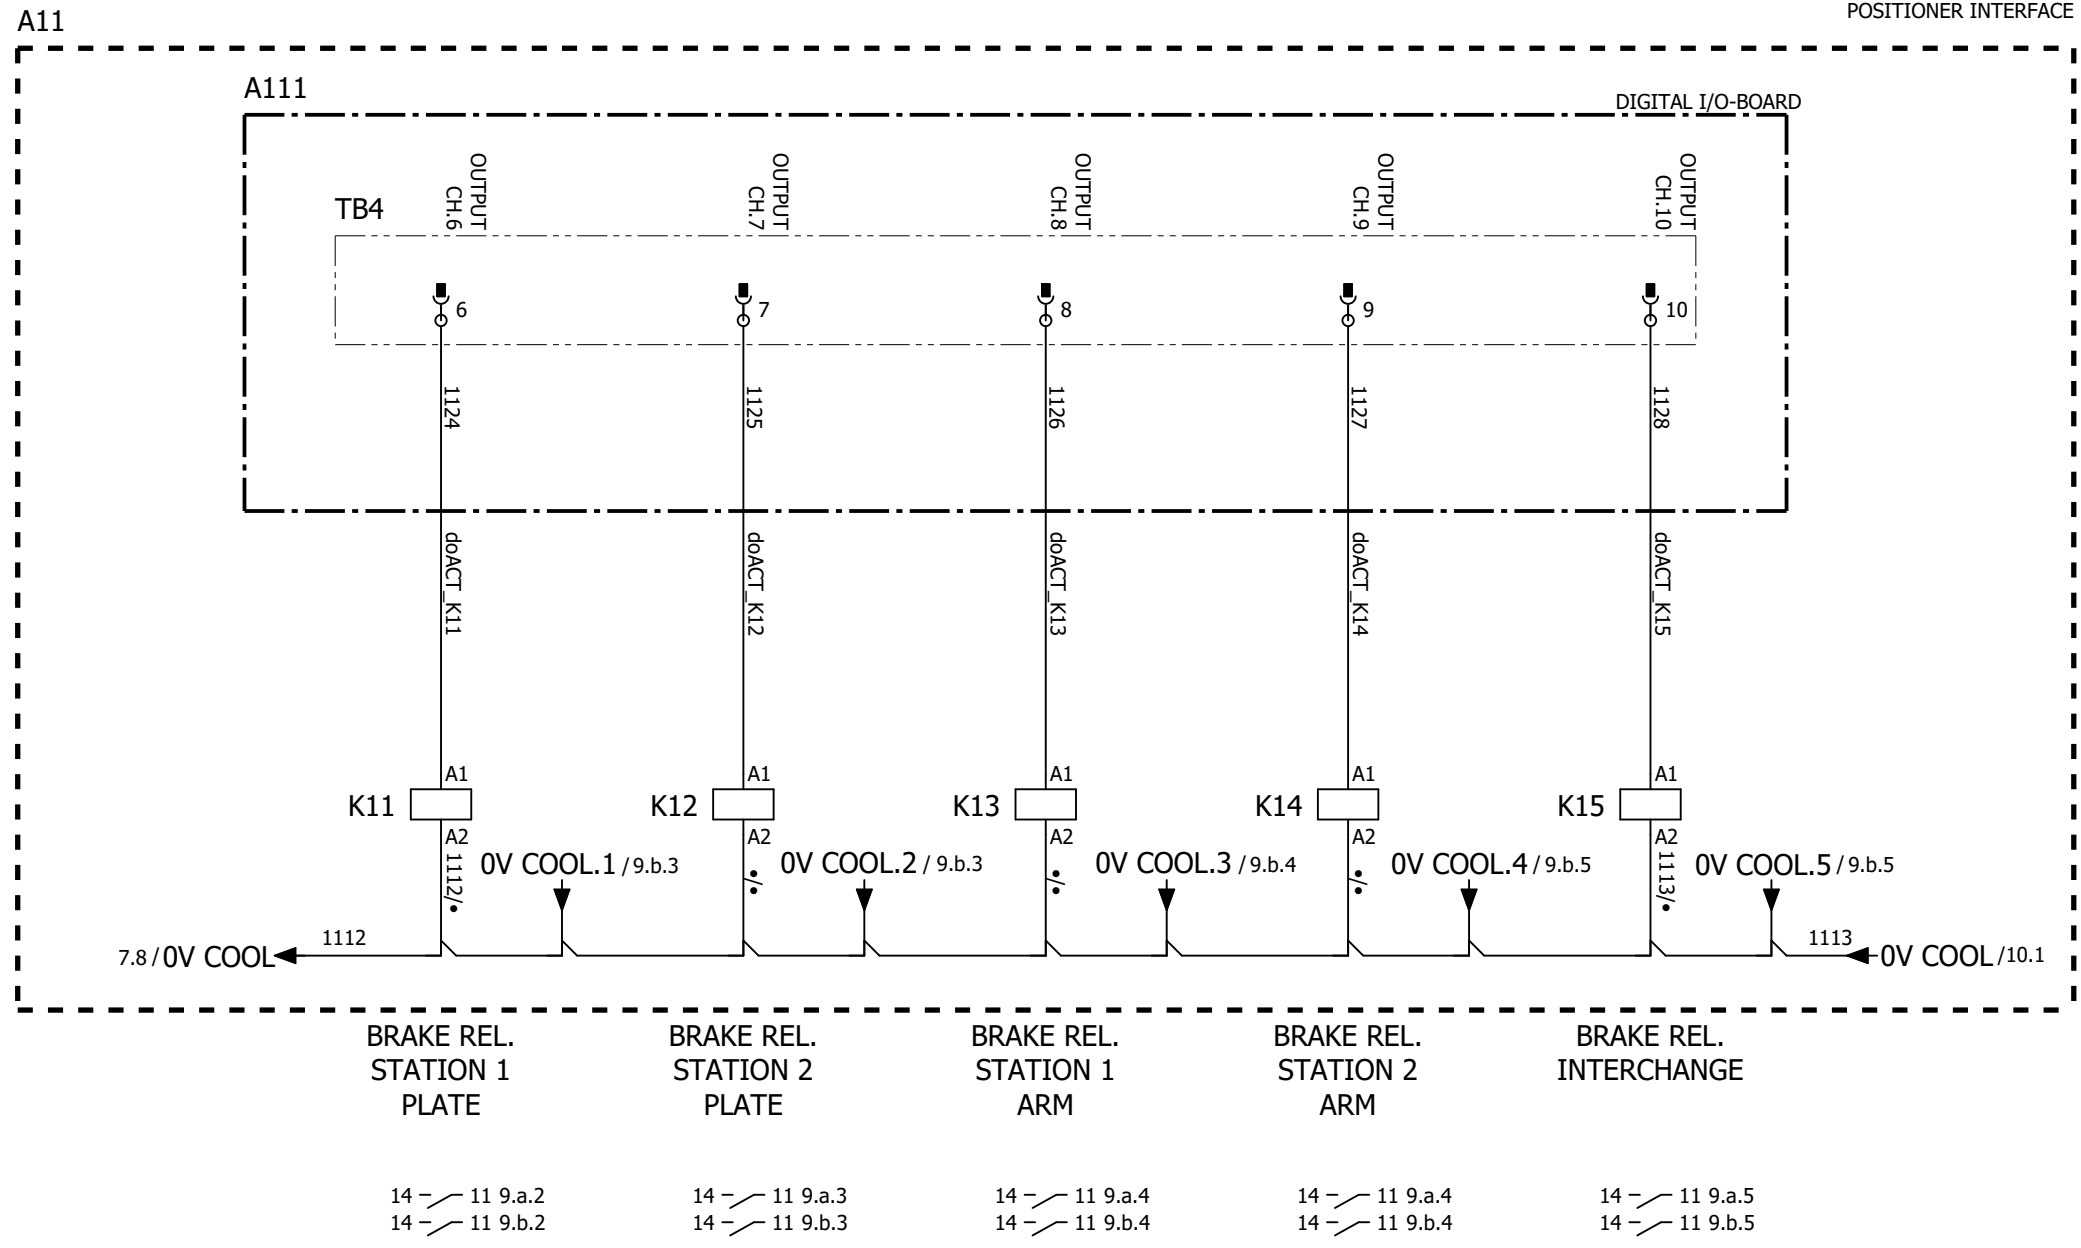 A11
POSITIONER INTERFACE
A111
DIGITAL I/O-BOARD
TB4
OUTPUT
CH.6
OUTPUT
CH.7
OUTPUT
CH.8
OUTPUT
CH.9
OUTPUT
CH.10
6
7
8
9
10
1124
1125
1126
1127
1128
doACT_K11
doACT_K12
doACT_K13
doACT_K14
doACT_K15
A1
A1
A1
A1
A1
K11
K12
K13
K14
K15
A2
A2
A2
A2
A2
1112/•
•/•
•/•
•/•
1113/•
0V COOL.1 / 9.b.3
0V COOL.2 / 9.b.3
0V COOL.3 / 9.b.4
0V COOL.4 / 9.b.5
0V COOL.5 / 9.b.5
7.8 / 0V COOL
1112
1113
0V COOL /10.1
BRAKE REL.
STATION 1
PLATE
BRAKE REL.
STATION 2
PLATE
BRAKE REL.
STATION 1
ARM
BRAKE REL.
STATION 2
ARM
BRAKE REL.
INTERCHANGE
14 11 9.a.2
14 11 9.b.2
14 11 9.a.3
14 11 9.b.3
14 11 9.a.4
14 11 9.b.4
14 11 9.a.4
14 11 9.b.4
14 11 9.a.5
14 11 9.b.5